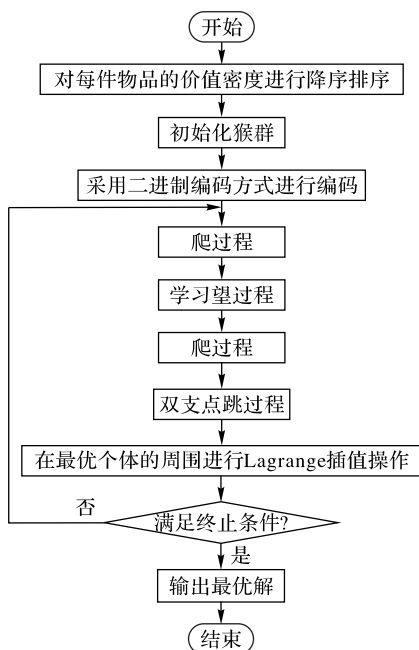 开始
对每件物品的价值密度进行降序排序
初始化猴群
采用二进制编码方式进行编码
爬过程
学习望过程
爬过程
双支点跳过程
在最优个体的周围进行Lagrange插值操作
满足终止条件?
否
是
输出最优解
结束